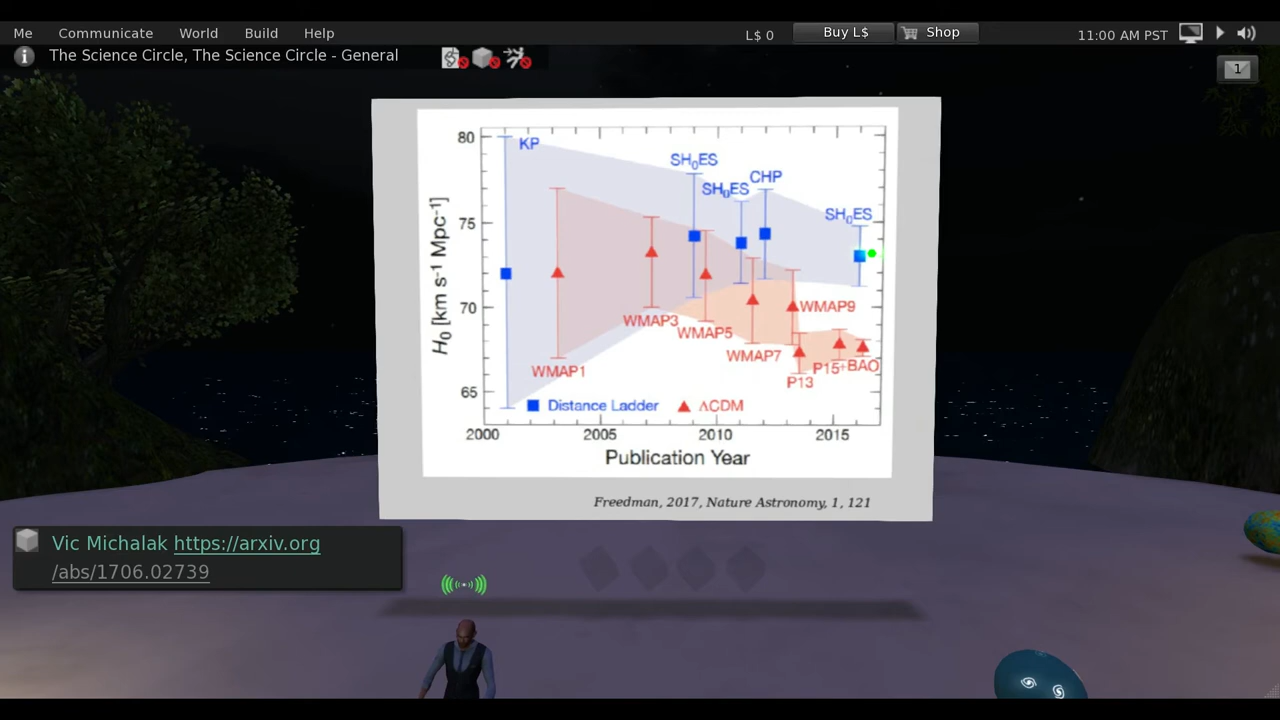 Me Communicate World Build Help L$ 0 Buy L$ Shop 11:00 AM PST
The Science Circle, The Science Circle - General
1
80
75
70
65
H₀ [km s⁻¹ Mpc⁻¹]
KP
SH₀ES
SH₀ES
CHP
SH₀ES
WMAP1
WMAP3
WMAP5
WMAP7
WMAP9
P13
P15
+BAO
Distance Ladder ΛCDM
2000 2005 2010 2015
Publication Year
Freedman, 2017, Nature Astronomy, 1, 121
Vic Michalak https://arxiv.org
/abs/1706.02739